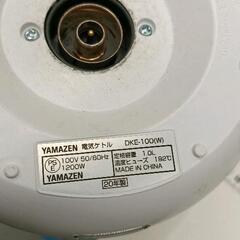 YAMAZEN 電気ケトル DKE-100(W)
PS E 100V 50/60Hz 定格容量 1.0L
1200W 温度ヒューズ 192℃
YAMAZEN MADE IN CHINA
20年製